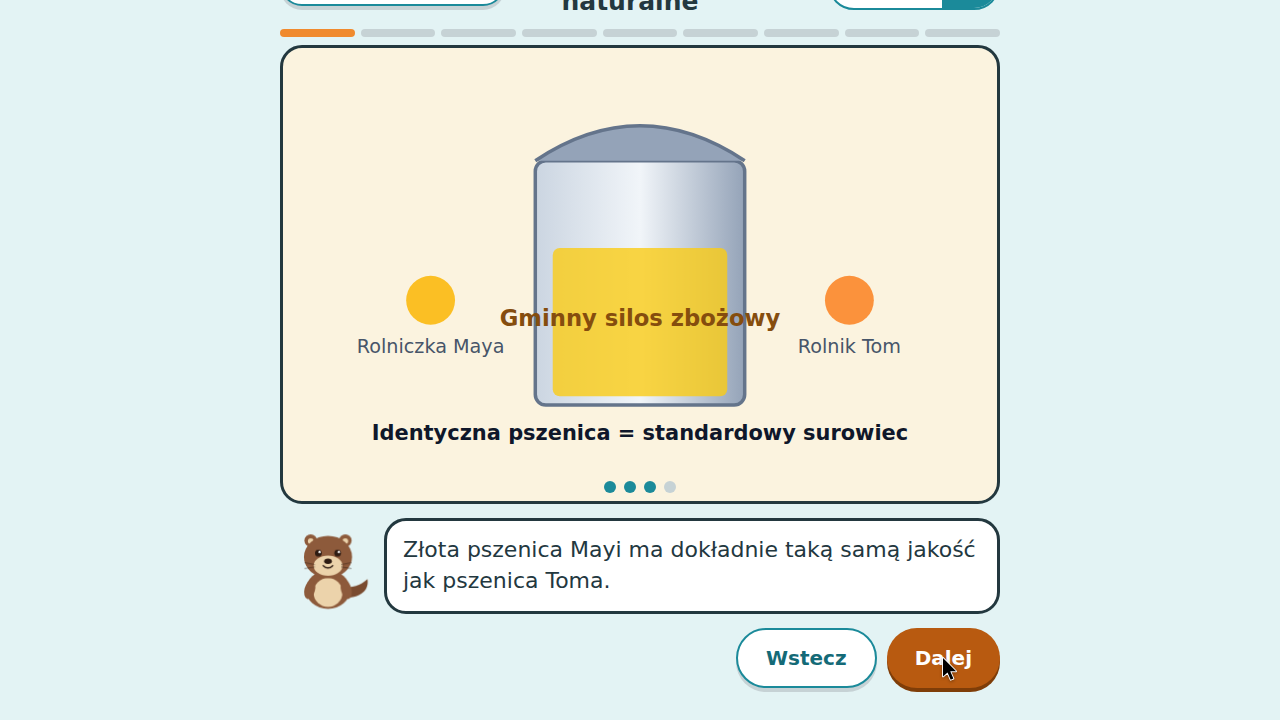 naturalne
Gminny silos zbożowy
Rolniczka Maya
Rolnik Tom
Identyczna pszenica = standardowy surowiec
Złota pszenica Mayi ma dokładnie taką samą jakość
jak pszenica Toma.
Wstecz
Dalej